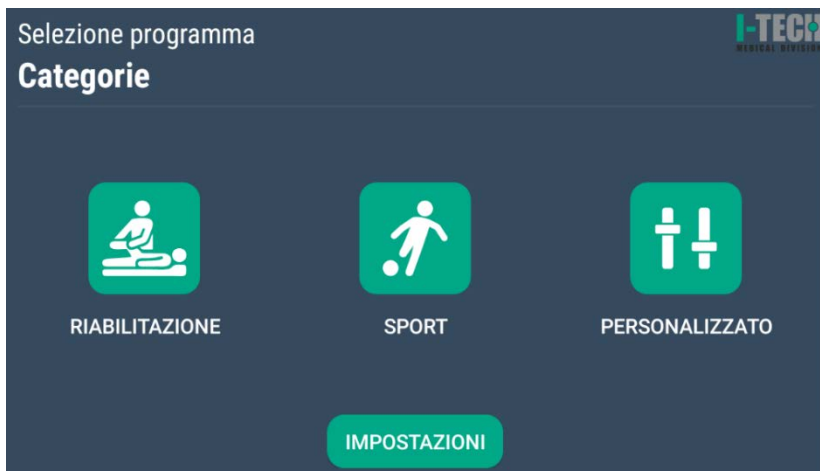 Selezione programma
I-TECH
MEDICAL DIVISION
Categorie
RIABILITAZIONE
SPORT
PERSONALIZZATO
IMPOSTAZIONI